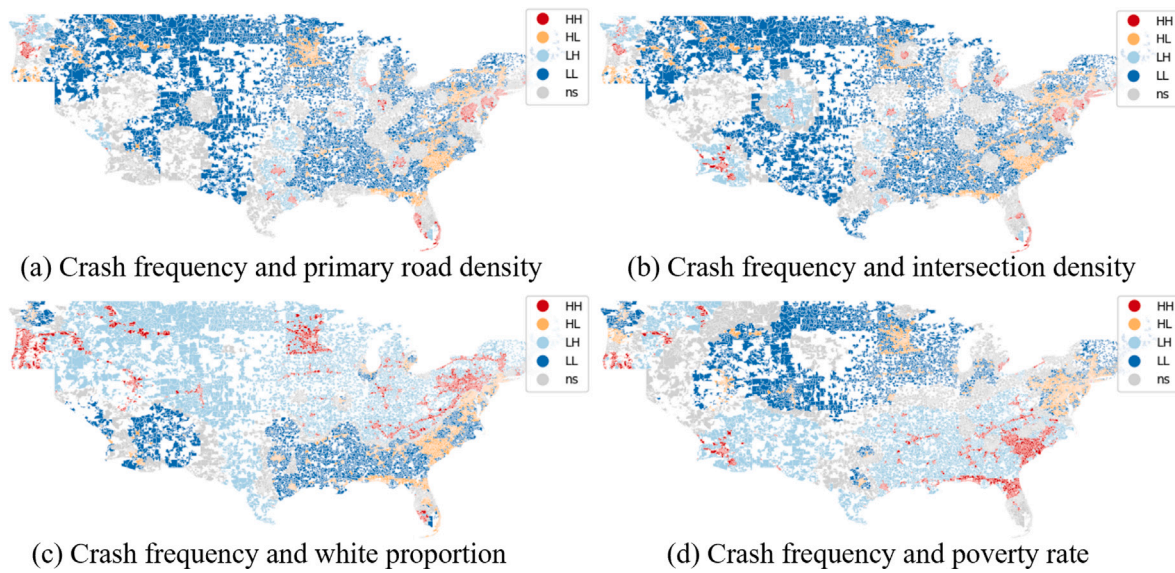 HH
HL
LH
LL
ns
HH
HL
LH
LL
ns
(a) Crash frequency and primary road density
(b) Crash frequency and intersection density
HH
HL
LH
LL
ns
HH
HL
LH
LL
ns
(c) Crash frequency and white proportion
(d) Crash frequency and poverty rate